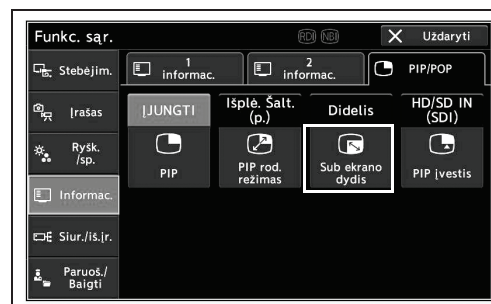 Funkc. sąr.
RDI NBI
Uždaryti
Stebėjim.
1 informac.
2 informac.
PIP/POP
Įrašas
ĮJUNGTI
Išplė. Šalt. (p.)
Didelis
HD/SD IN (SDI)
Ryšk. /sp.
PIP
PIP rod. režimas
Sub ekrano dydis
PIP įvestis
Informac.
Siur./iš.įr.
Paruoš./ Baigti